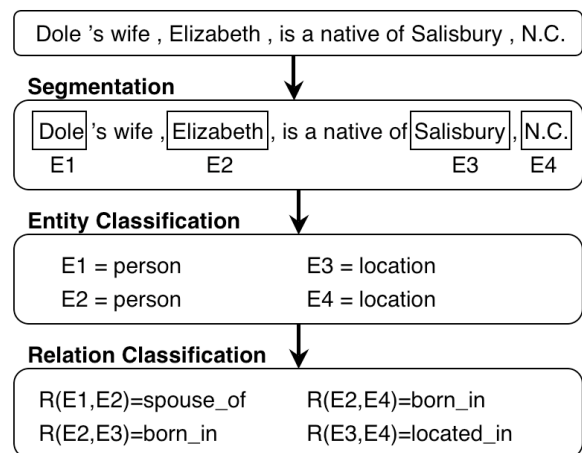 Dole 's wife , Elizabeth , is a native of Salisbury , N.C.
Segmentation
Dole 's wife , Elizabeth , is a native of Salisbury , N.C.
E1 E2 E3 E4
Entity Classification
E1 = person E3 = location
E2 = person E4 = location
Relation Classification
R(E1,E2)=spouse_of R(E2,E4)=born_in
R(E2,E3)=born_in R(E3,E4)=located_in